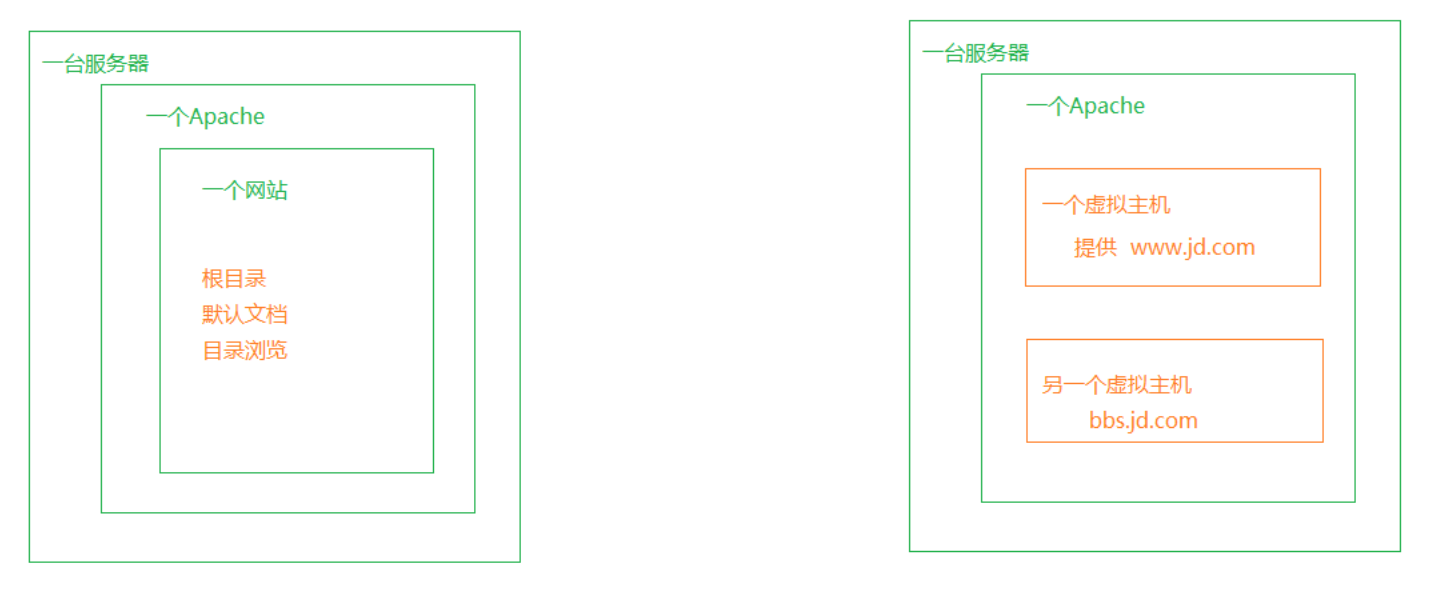 一台服务器
一个Apache
一个网站
根目录
默认文档
目录浏览
一台服务器
一个Apache
一个虚拟主机
提供 www.jd.com
另一个虚拟主机
bbs.jd.com